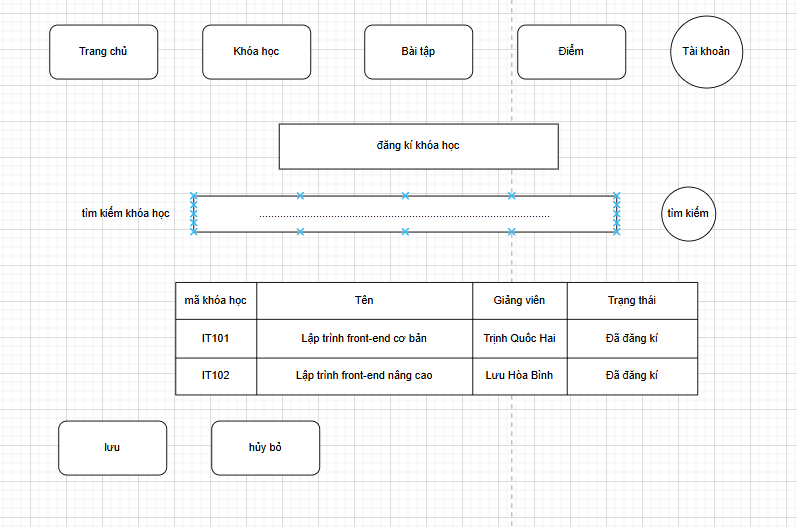 Trang chủ
Khóa học
Bài tập
Điểm
Tài khoản
đăng kí khóa học
tìm kiếm khóa học
................................................................................................
tìm kiếm
mã khóa học
Tên
Giảng viên
Trạng thái
IT101
Lập trình front-end cơ bản
Trịnh Quốc Hai
Đã đăng kí
IT102
Lập trình front-end nâng cao
Lưu Hòa Bình
Đã đăng kí
lưu
hủy bỏ